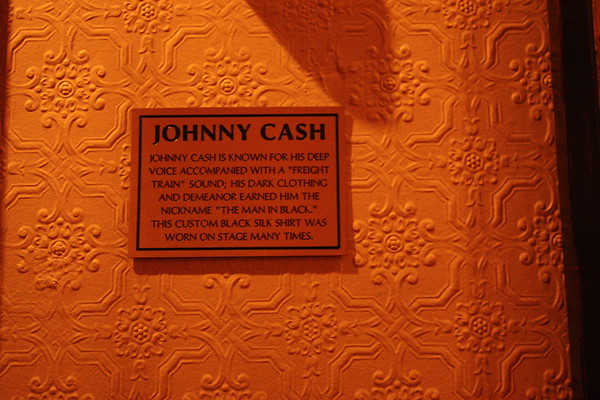 JOHNNY CASH
JOHNNY CASH IS KNOWN FOR HIS DEEP
VOICE ACCOMPANIED WITH A "FREIGHT
TRAIN" SOUND; HIS DARK CLOTHING
AND DEMEANOR EARNED HIM THE
NICKNAME "THE MAN IN BLACK."
THIS CUSTOM BLACK SILK SHIRT WAS
WORN ON STAGE MANY TIMES.